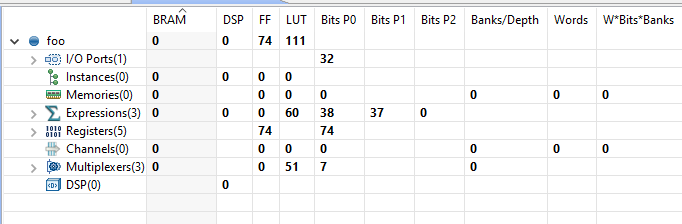 BRAM DSP FF LUT Bits P0 Bits P1 Bits P2 Banks/Depth Words W*Bits*Banks
foo 0 0 74 111
I/O Ports(1) 32
Instances(0) 0 0 0 0
Memories(0) 0 0 0 0 0 0 0
Expressions(3) 0 0 0 60 38 37 0
0101 Registers(5) 74 74
Channels(0) 0 0 0 0 0 0 0
Multiplexers(3) 0 0 51 7 0
DSP(0) 0